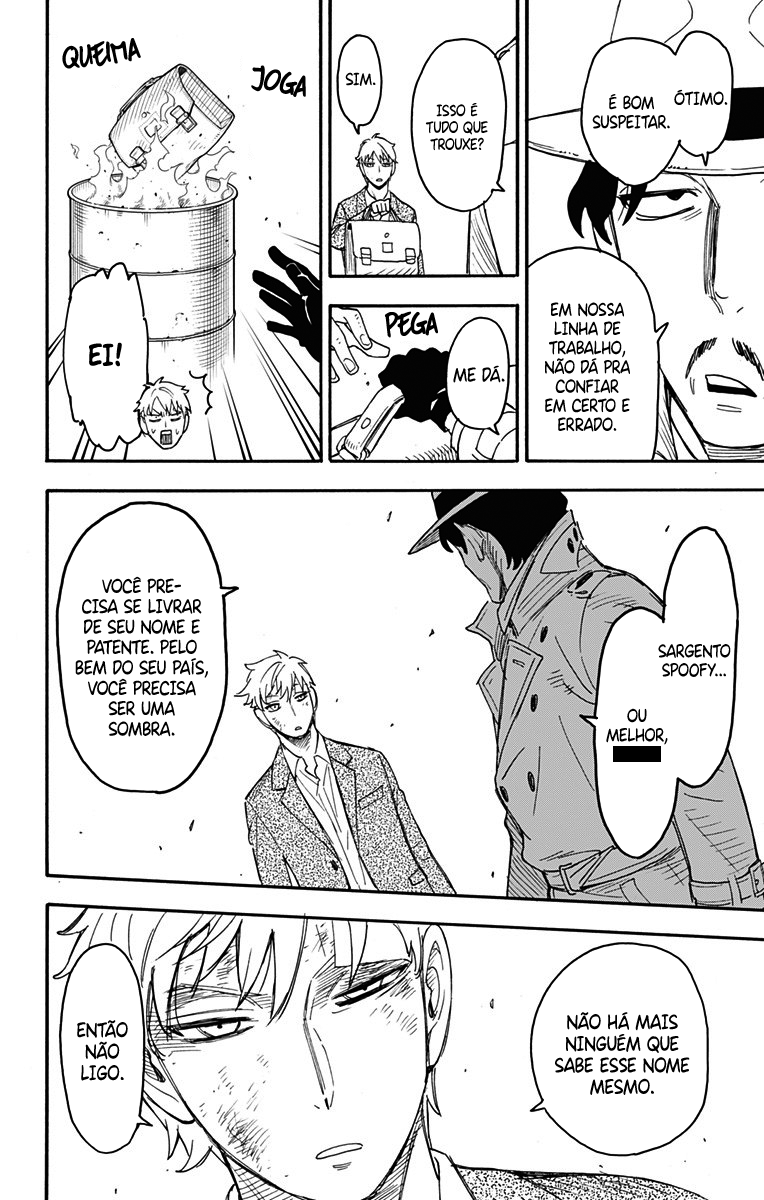 ÓTIMO.
É BOM
SUSPEITAR.
EM NOSSA
LINHA DE
TRABALHO,
NÃO DÁ PRA
CONFIAR
EM CERTO E
ERRADO.
ISSO É
TUDO QUE
TROUXE?
SIM.
PEGA
ME DÁ.
JOGA
QUEIMA
EI!
SARGENTO
SPOOFY...
OU
MELHOR,
VOCÊ PRE-
CISA SE LIVRAR
DE SEU NOME E
PATENTE. PELO
BEM DO SEU PAÍS,
VOCÊ PRECISA
SER UMA
SOMBRA.
NÃO HÁ MAIS
NINGUÉM QUE
SABE ESSE NOME
MESMO.
ENTÃO
NÃO
LIGO.